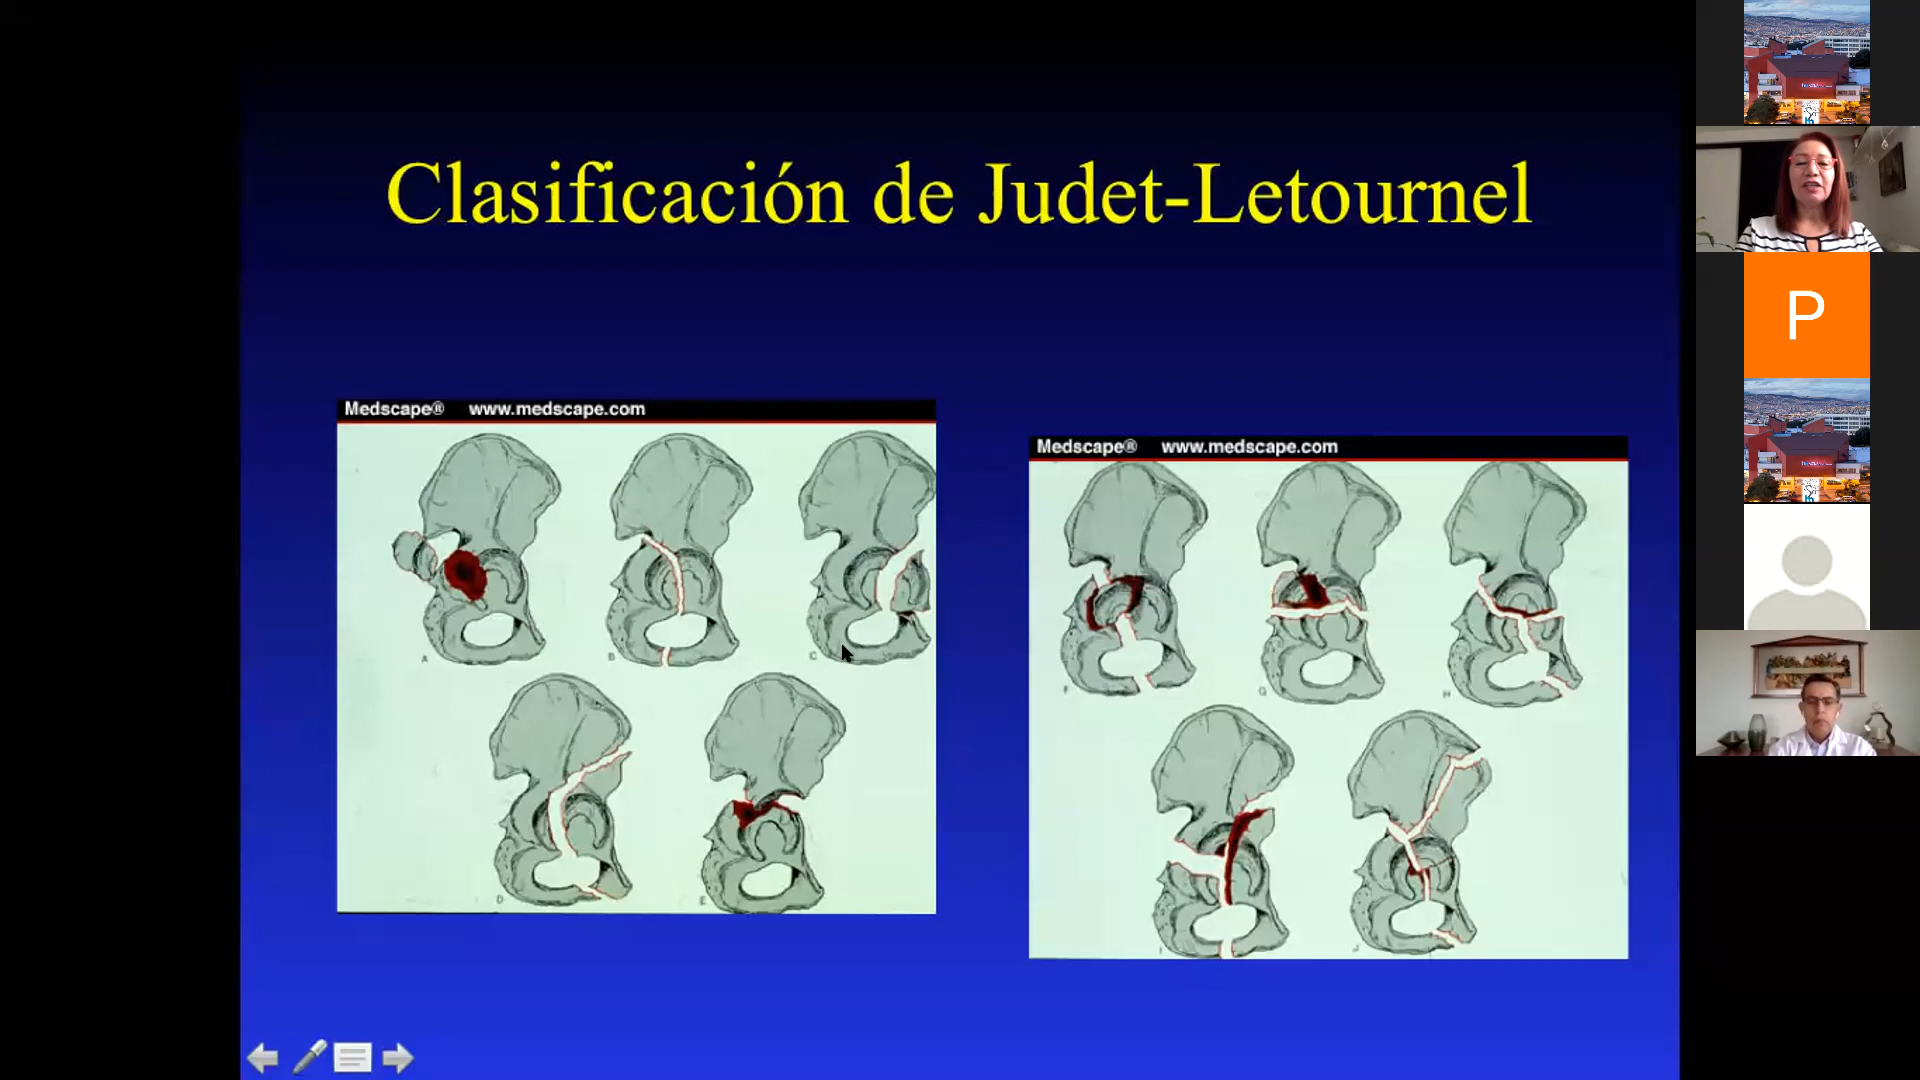 Clasificación de Judet-Letournel
Medscape® www.medscape.com
A B C
D E
Medscape® www.medscape.com
F G H
I J
P